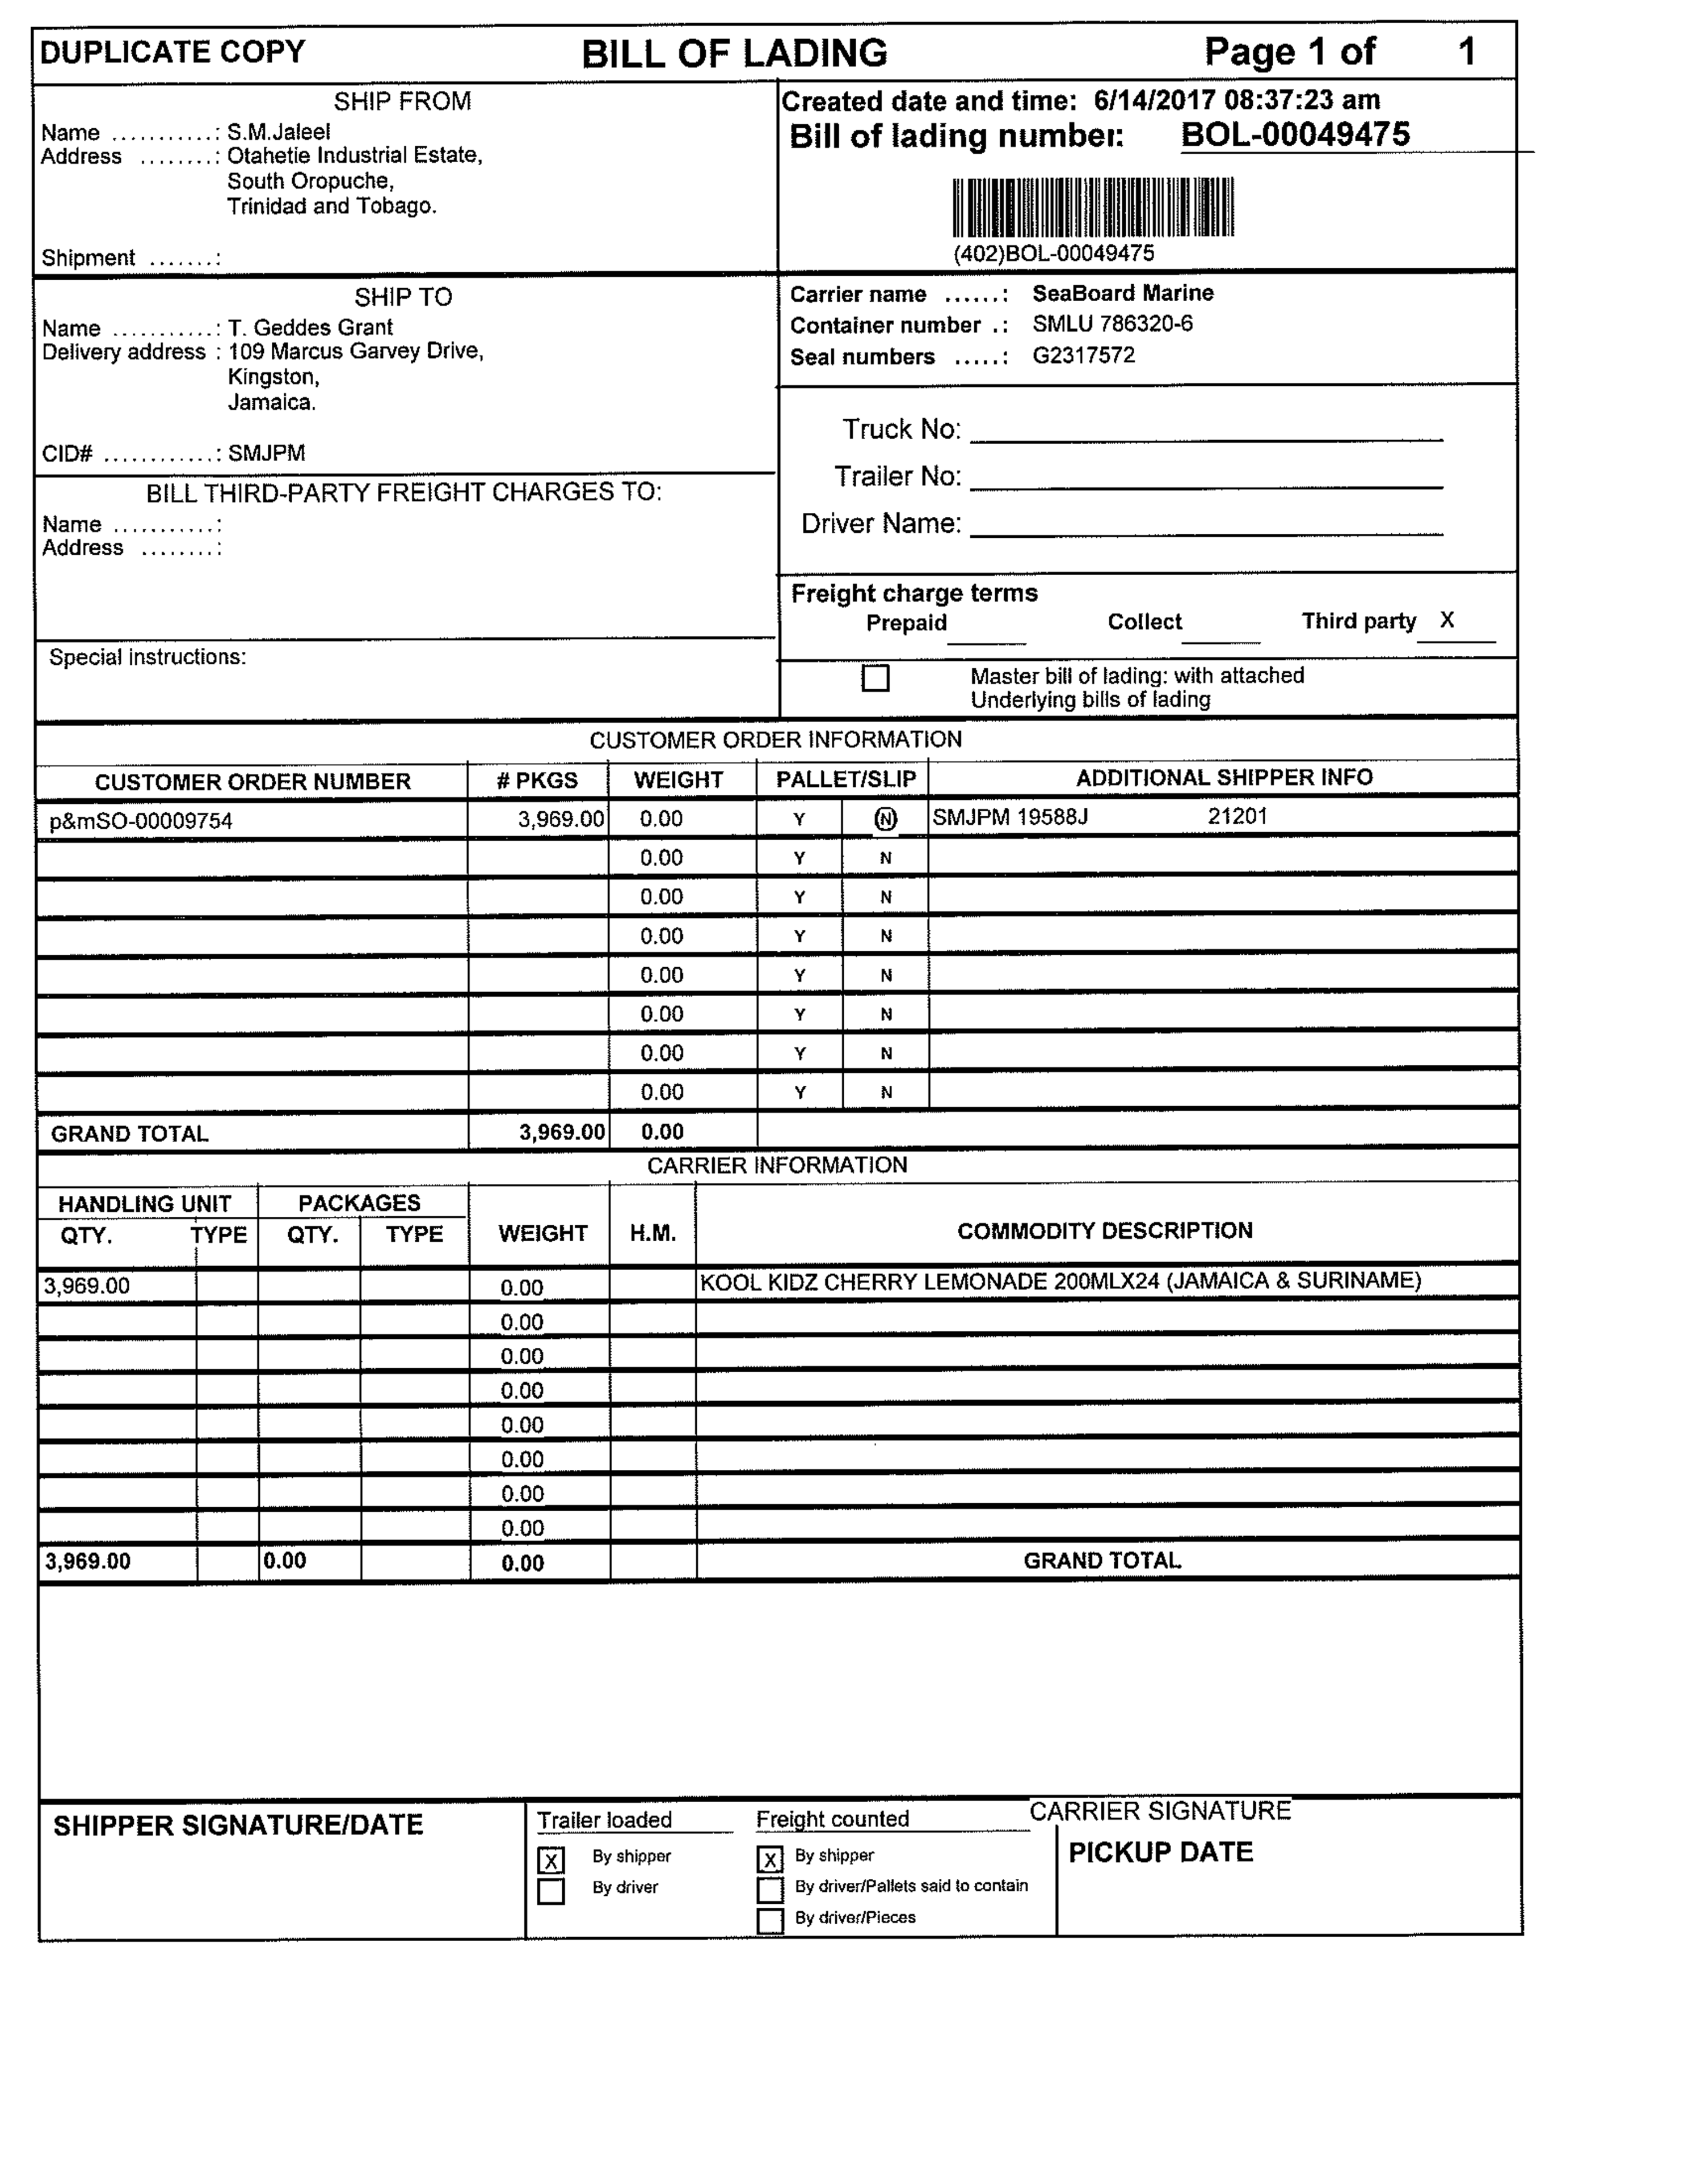 DUPLICATE COPY BILL OF LADING Page 1 of 1
SHIP FROM
Name ...........: S.M.Jaleel
Address ........: Otahetie Industrial Estate,
South Oropuche,
Trinidad and Tobago.
Shipment .......:
Created date and time: 6/14/2017 08:37:23 am
Bill of lading number: BOL-00049475
(402)BOL-00049475
SHIP TO
Name ...........: T. Geddes Grant
Delivery address : 109 Marcus Garvey Drive,
Kingston,
Jamaica.
CID# ............: SMJPM
Carrier name ......: SeaBoard Marine
Container number .: SMLU 786320-6
Seal numbers .....: G2317572
Truck No:
Trailer No:
Driver Name:
BILL THIRD-PARTY FREIGHT CHARGES TO:
Name ...........:
Address ........:
Freight charge terms
Prepaid Collect Third party X
Special instructions:
Master bill of lading: with attached
Underlying bills of lading
CUSTOMER ORDER INFORMATION
CUSTOMER ORDER NUMBER # PKGS WEIGHT PALLET/SLIP ADDITIONAL SHIPPER INFO
p&mSO-00009754 3,969.00 0.00 Y N SMJPM 19588J 21201
0.00 Y N
0.00 Y N
0.00 Y N
0.00 Y N
0.00 Y N
0.00 Y N
0.00 Y N
GRAND TOTAL 3,969.00 0.00
CARRIER INFORMATION
HANDLING UNIT PACKAGES
QTY. TYPE QTY. TYPE WEIGHT H.M. COMMODITY DESCRIPTION
3,969.00 0.00 KOOL KIDZ CHERRY LEMONADE 200MLX24 (JAMAICA & SURINAME)
0.00
0.00
0.00
0.00
0.00
0.00
0.00
3,969.00 0.00 0.00 GRAND TOTAL
SHIPPER SIGNATURE/DATE
Trailer loaded
X By shipper
By driver
Freight counted
X By shipper
By driver/Pallets said to contain
By driver/Pieces
CARRIER SIGNATURE
PICKUP DATE